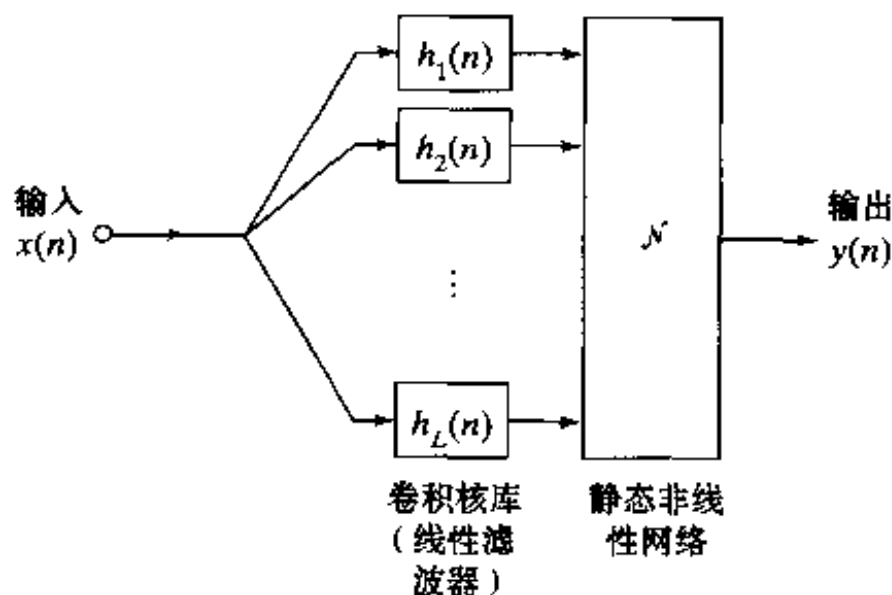 h₁(n)
h₂(n)
输入
x(n)
𝒩
输出
y(n)
⋮
h_L(n)
卷积核库
(线性滤
波器)
静态非线
性网络